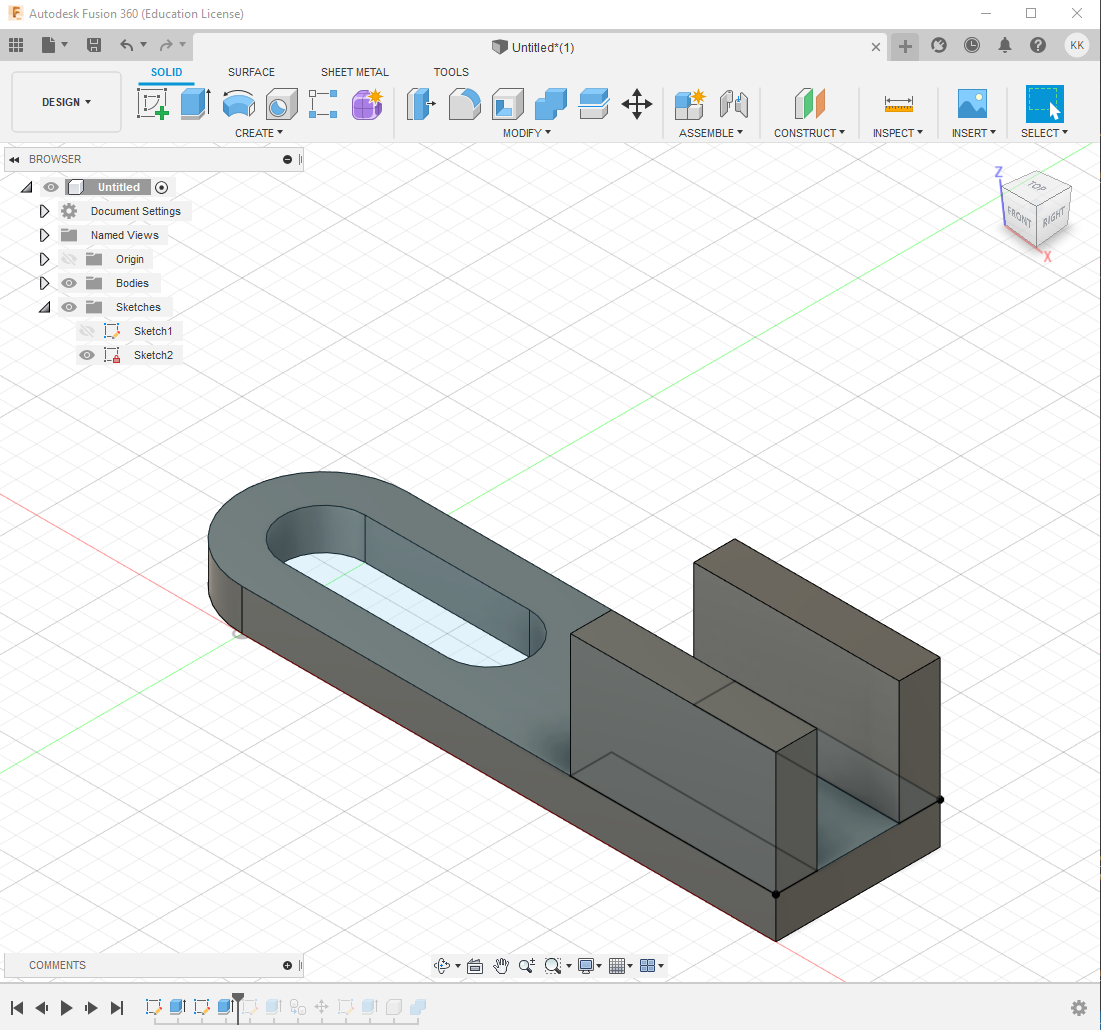 Autodesk Fusion 360 (Education License)
Untitled*(1)
KK
SOLID SURFACE SHEET METAL TOOLS
DESIGN
CREATE MODIFY ASSEMBLE CONSTRUCT INSPECT INSERT SELECT
BROWSER
Untitled
Document Settings
Named Views
Origin
Bodies
Sketches
Sketch1
Sketch2
Z
TOP
FRONT RIGHT
X
COMMENTS